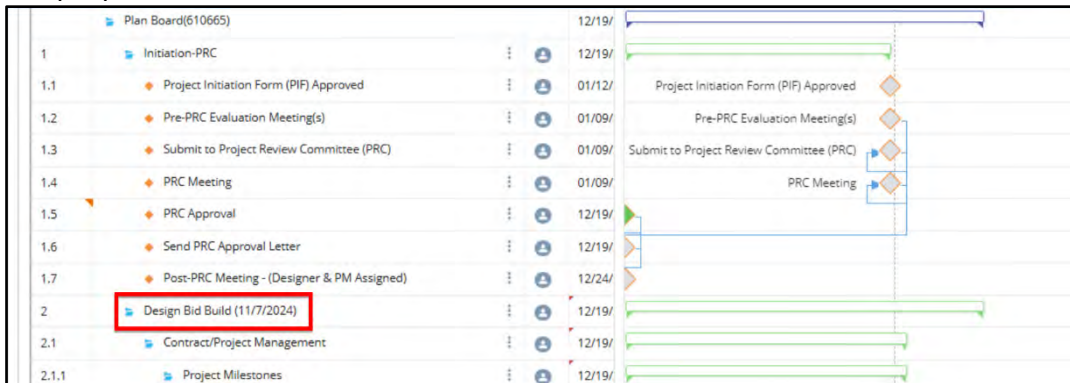 Plan Board(610665) 12/19/
1 Initiation-PRC 12/19/
1.1 Project Initiation Form (PIF) Approved 01/12/ Project Initiation Form (PIF) Approved
1.2 Pre-PRC Evaluation Meeting(s) 01/09/ Pre-PRC Evaluation Meeting(s)
1.3 Submit to Project Review Committee (PRC) 01/09/ Submit to Project Review Committee (PRC)
1.4 PRC Meeting 01/09/ PRC Meeting
1.5 PRC Approval 12/19/
1.6 Send PRC Approval Letter 12/19/
1.7 Post-PRC Meeting - (Designer & PM Assigned) 12/24/
2 Design Bid Build (11/7/2024) 12/19/
2.1 Contract/Project Management 12/19/
2.1.1 Project Milestones 12/19/